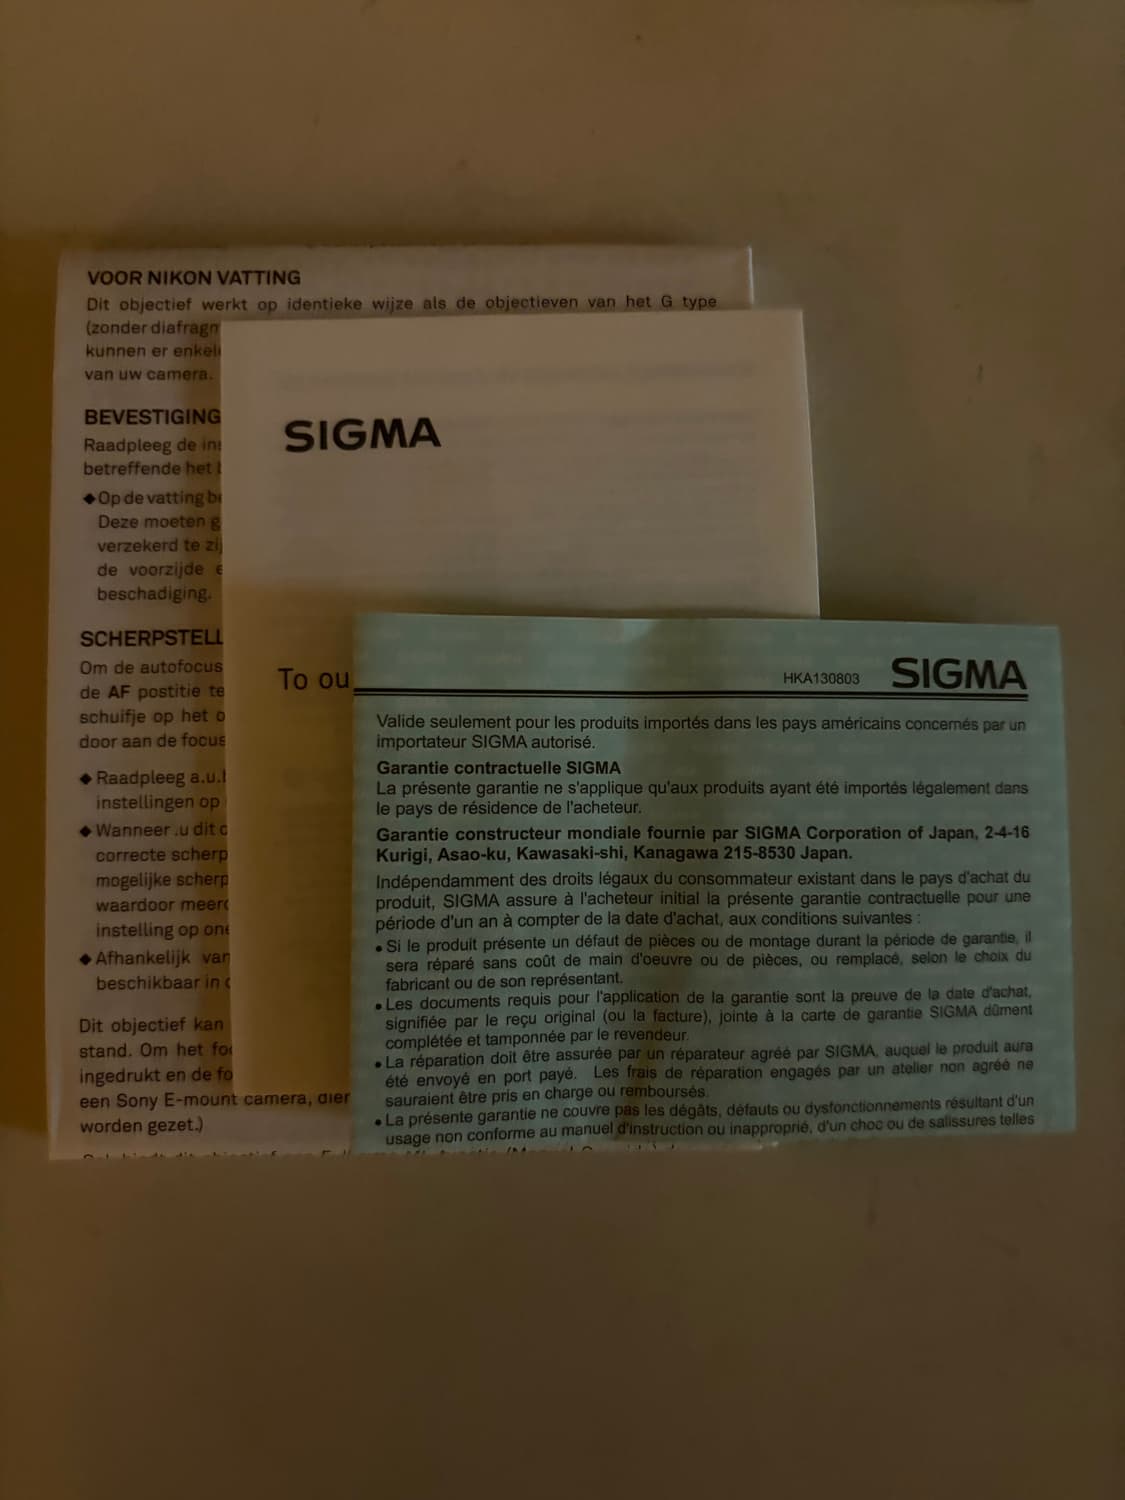 VOOR NIKON VATTING
Dit objectief werkt op identieke wijze als de objectieven van het G type
(zonder diafragm
kunnen er enkel
van uw camera.
BEVESTIGING
Raadpleeg de in
betreffende het
◆ Op de vatting be
Deze moeten g
verzekerd te zij
de voorzijde e
beschadiging.
SCHERPSTELL
Om de autofocus
de AF postitie te
schuifje op het o
door aan de focus
◆ Raadpleeg a.u.b
instellingen op
◆ Wanneer .u dit o
correcte scherp
mogelijke scherp
waardoor meer
instelling op on
◆ Afhankelijk van
beschikbaar in
Dit objectief kan
stand. Om het fo
ingedrukt en de fo
een Sony E-mount camera, dien
worden gezet.)
SIGMA
To ou
HKA130803 SIGMA
Valide seulement pour les produits importés dans les pays américains concernés par un
importateur SIGMA autorisé.
Garantie contractuelle SIGMA
La présente garantie ne s'applique qu'aux produits ayant été importés légalement dans
le pays de résidence de l'acheteur.
Garantie constructeur mondiale fournie par SIGMA Corporation of Japan, 2-4-16
Kurigi, Asao-ku, Kawasaki-shi, Kanagawa 215-8530 Japan.
Indépendamment des droits légaux du consommateur existant dans le pays d'achat du
produit, SIGMA assure à l'acheteur initial la présente garantie contractuelle pour une
période d'un an à compter de la date d'achat, aux conditions suivantes :
• Si le produit présente un défaut de pièces ou de montage durant la période de garantie, il
sera réparé sans coût de main d'oeuvre ou de pièces, ou remplacé, selon le choix du
fabricant ou de son représentant.
• Les documents requis pour l'application de la garantie sont la preuve de la date d'achat,
signifiée par le reçu original (ou la facture), jointe à la carte de garantie SIGMA dûment
complétée et tamponnée par le revendeur.
• La réparation doit être assurée par un réparateur agréé par SIGMA, auquel le produit aura
été envoyé en port payé. Les frais de réparation engagés par un atelier non agréé ne
sauraient être pris en charge ou remboursés.
• La présente garantie ne couvre pas les dégâts, défauts ou dysfonctionnements résultant d'un
usage non conforme au manuel d'instruction ou inapproprié, d'un choc ou de salissures telles